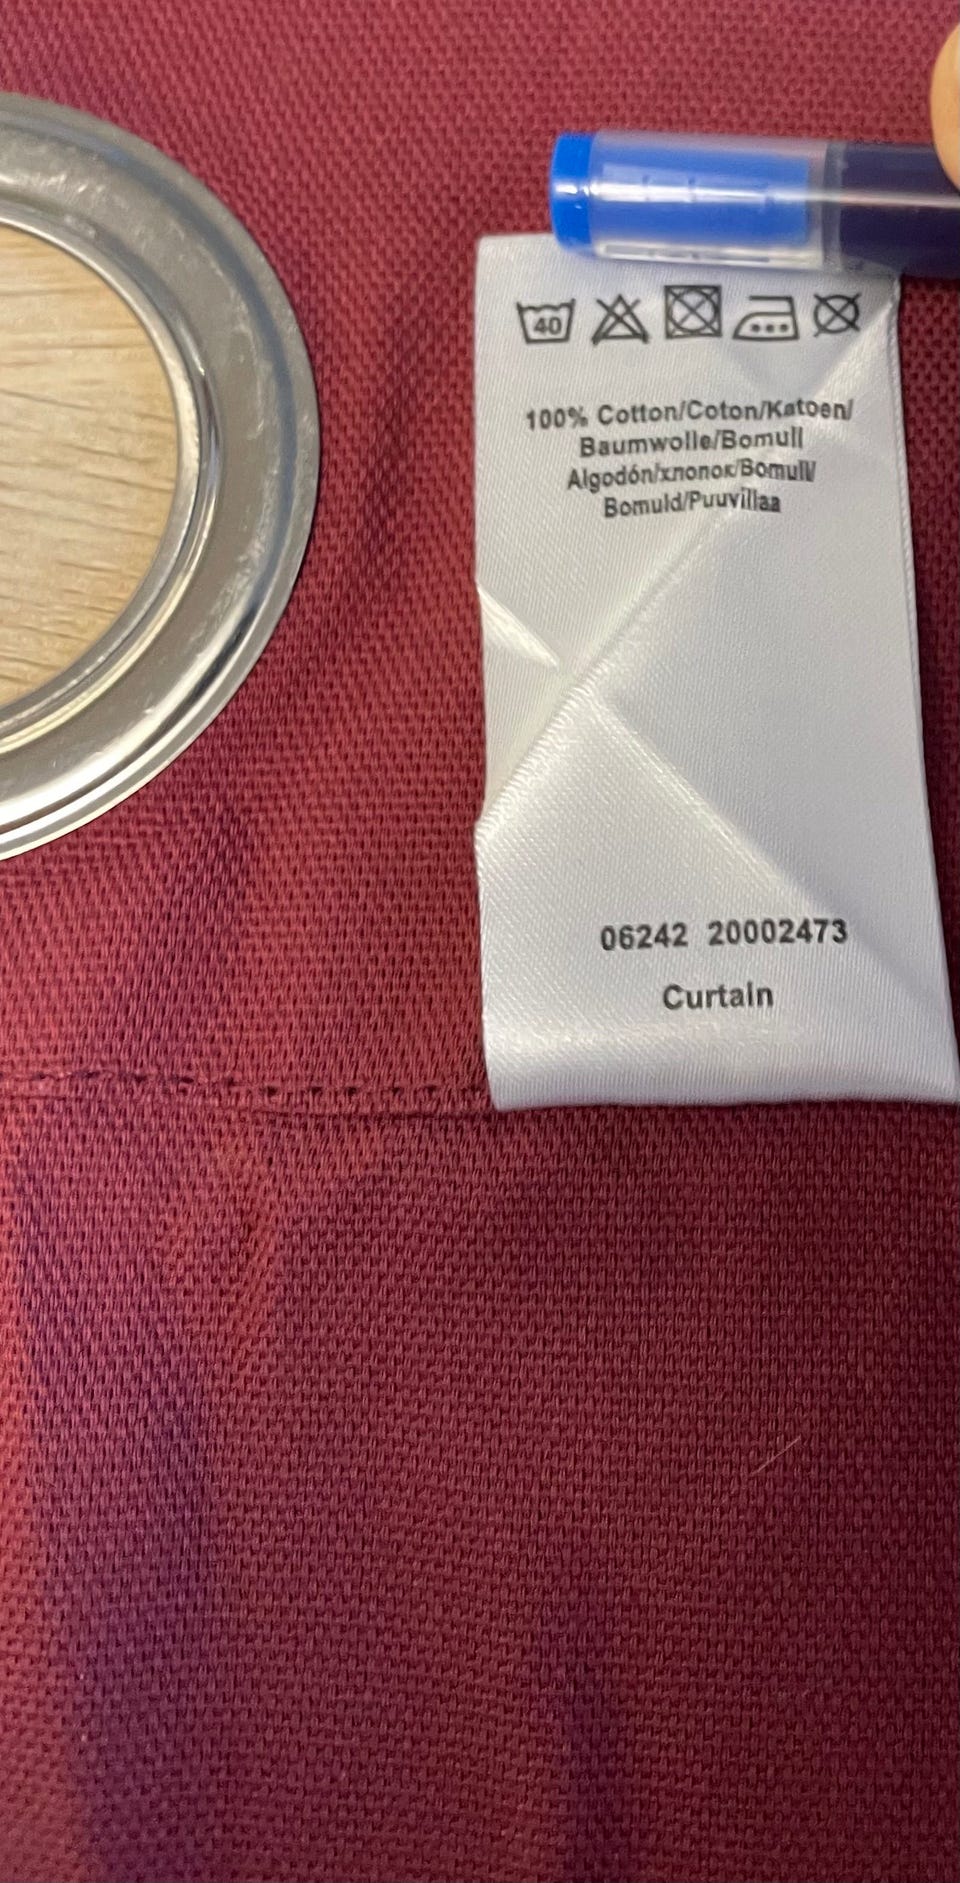 40
100% Cotton/Coton/Katoen/
Baumwolle/Bomull
Algodón/хлопок/Bomull/
Bomuld/Puuvillaa
06242 20002473
Curtain